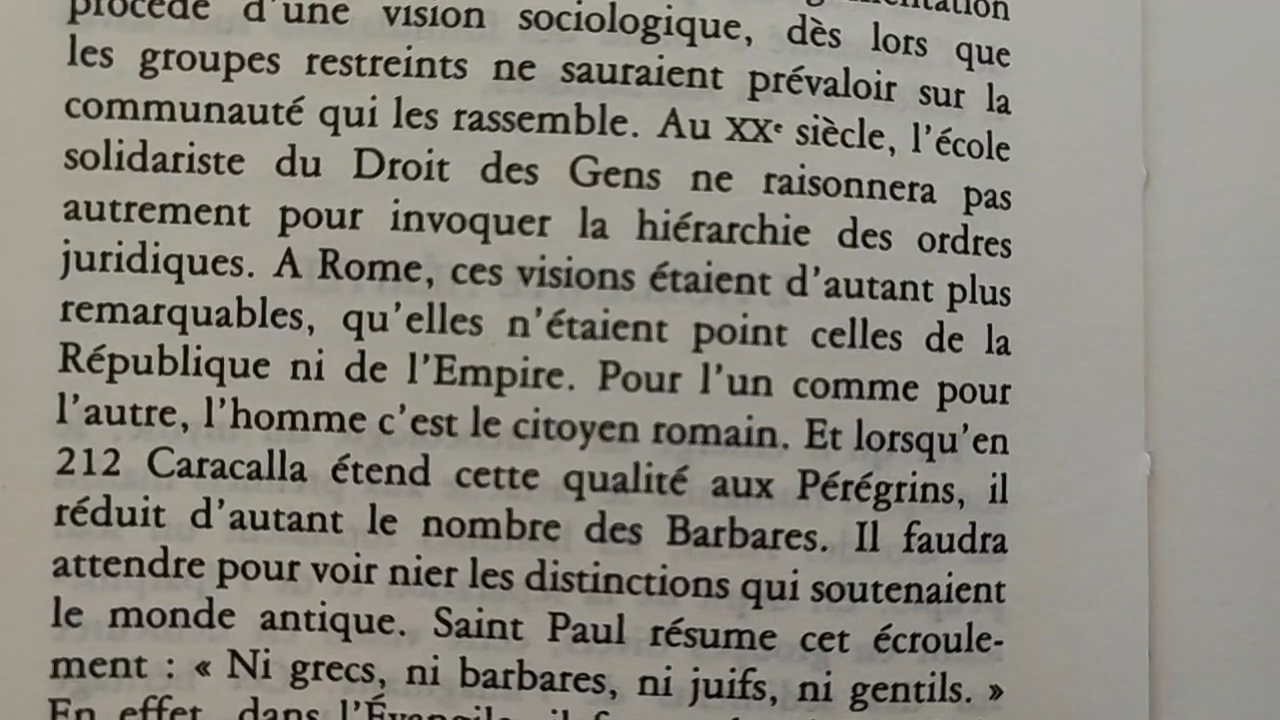 procède d'une vision sociologique, dès lors que
les groupes restreints ne sauraient prévaloir sur la
communauté qui les rassemble. Au XXe siècle, l'école
solidariste du Droit des Gens ne raisonnera pas
autrement pour invoquer la hiérarchie des ordres
juridiques. A Rome, ces visions étaient d'autant plus
remarquables, qu'elles n'étaient point celles de la
République ni de l'Empire. Pour l'un comme pour
l'autre, l'homme c'est le citoyen romain. Et lorsqu'en
212 Caracalla étend cette qualité aux Pérégrins, il
réduit d'autant le nombre des Barbares. Il faudra
attendre pour voir nier les distinctions qui soutenaient
le monde antique. Saint Paul résume cet écroule-
ment : « Ni grecs, ni barbares, ni juifs, ni gentils. »
En effet, dans l'Évangile, il